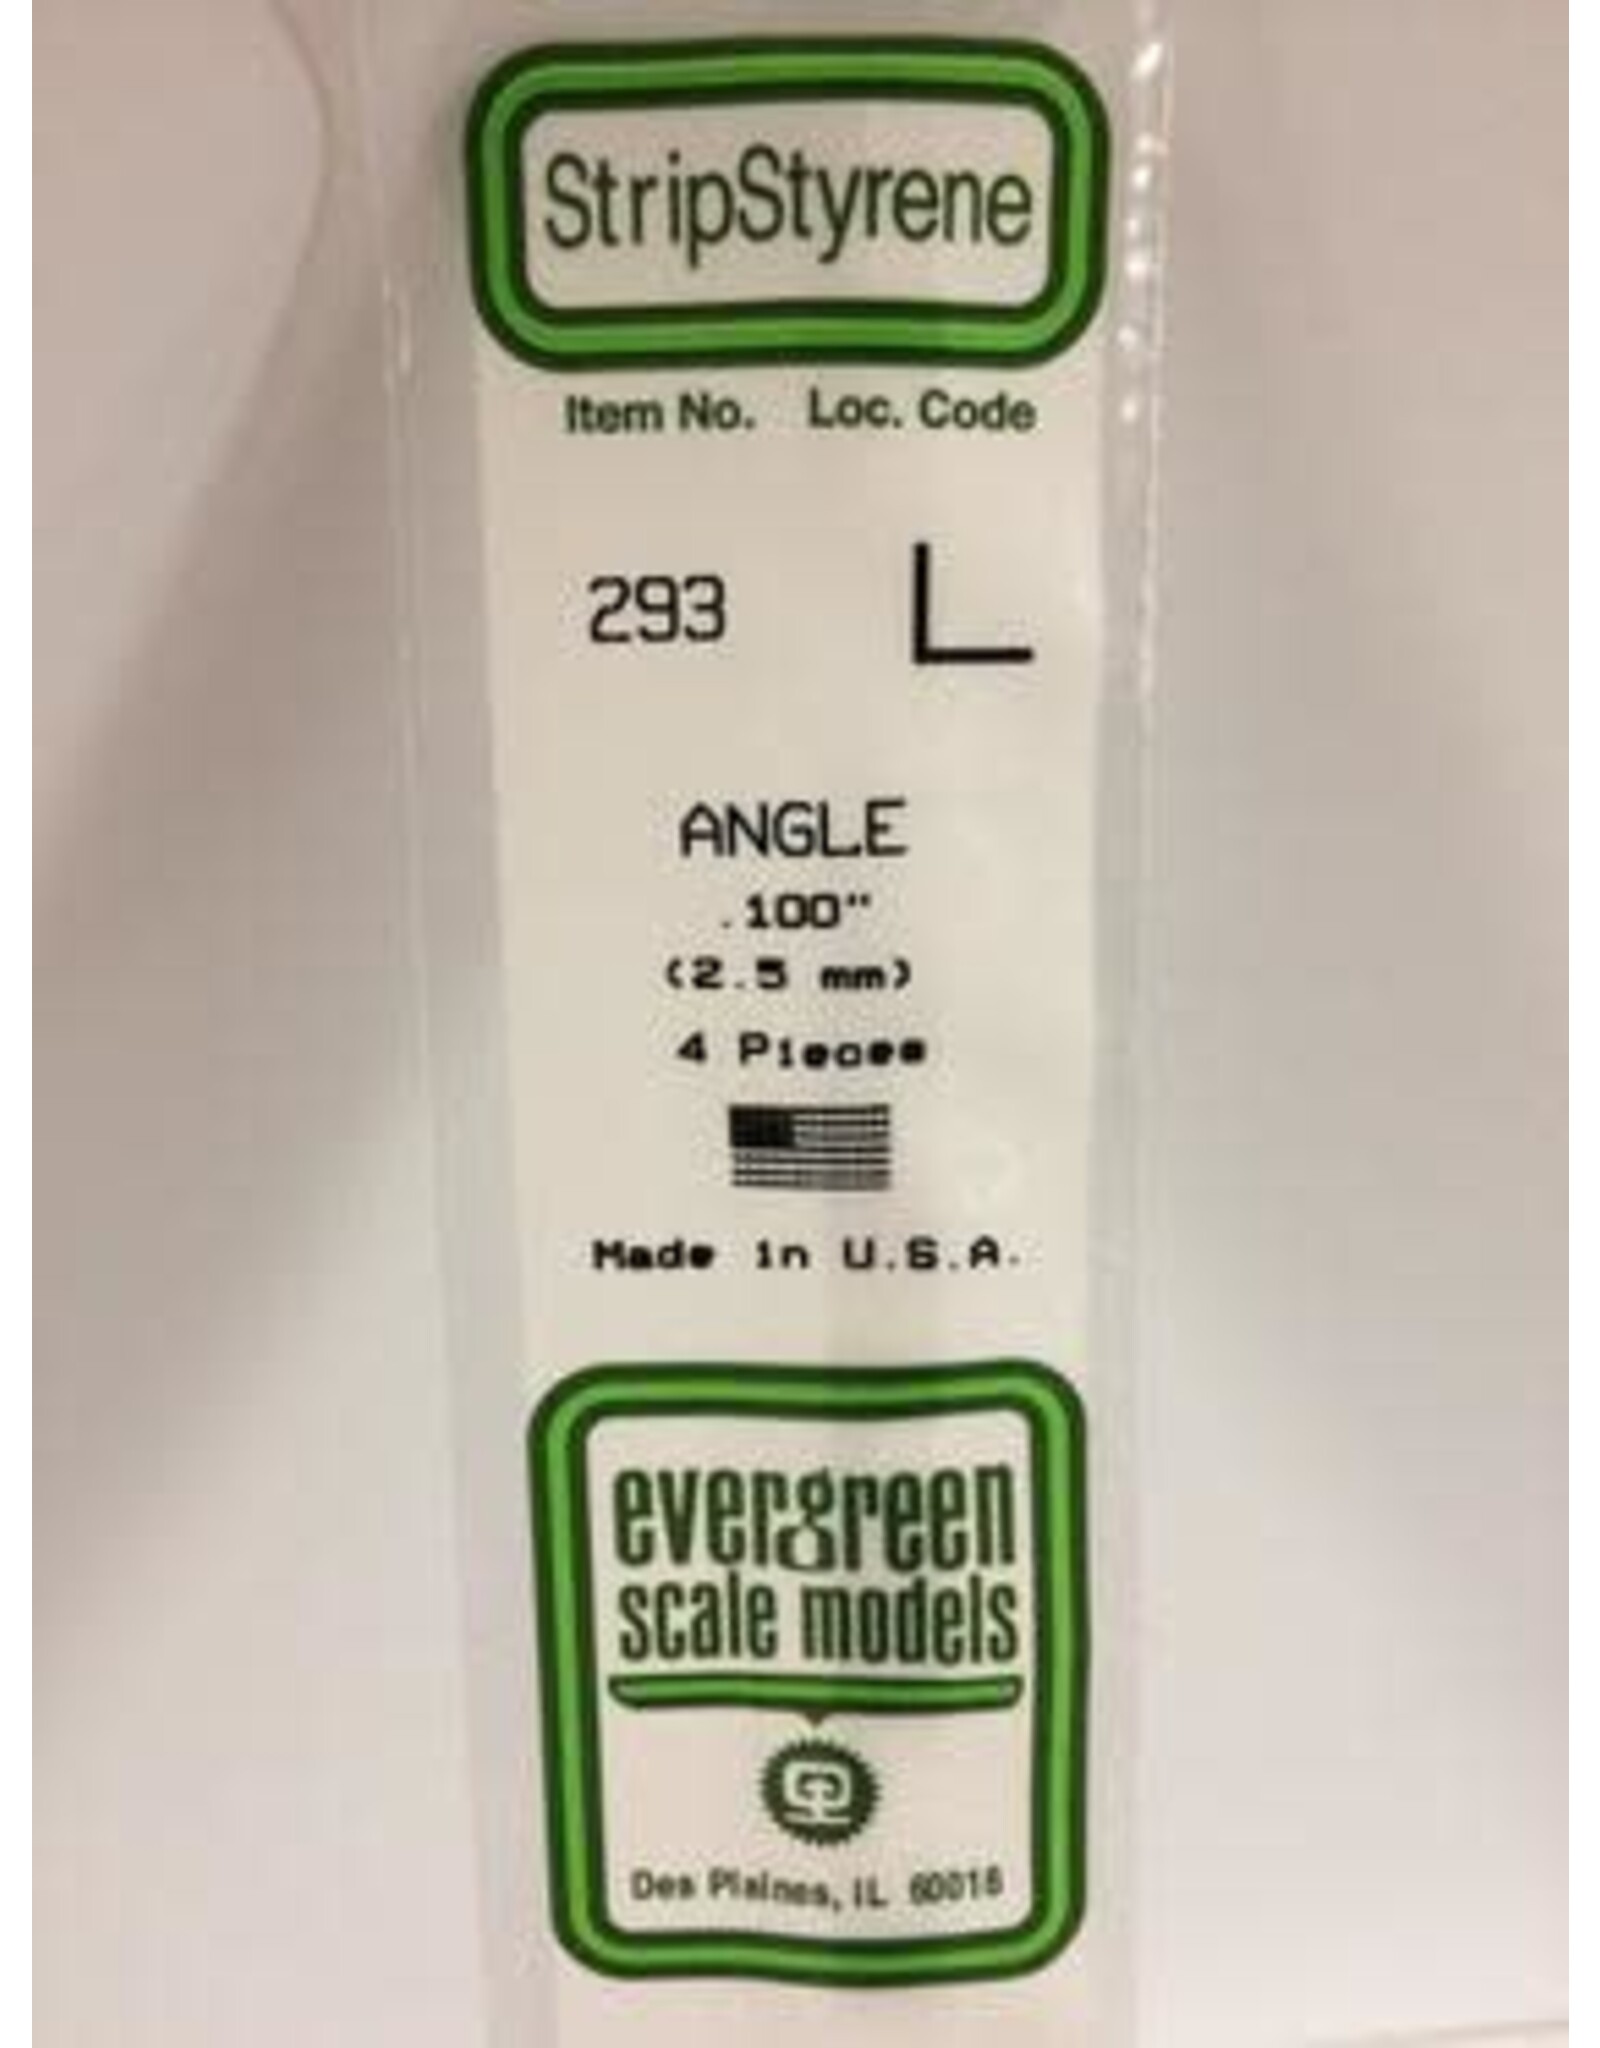 StripStyrene
Item No. Loc. Code
293 L
ANGLE
.100"
(2.5 mm)
4 Pieces
Made in U.S.A.
evergreen
scale models
Des Plaines, IL 60018